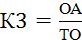 КЗ = ОА/ТО